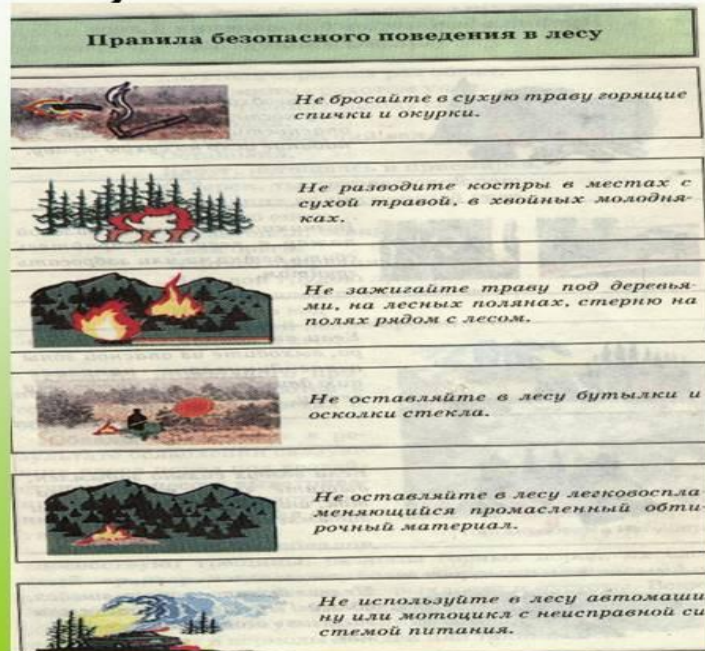 Правила безопасного поведения в лесу
Не бросайте в сухую траву горящие
спички и окурки.
Не разводите костры в местах с
сухой травой, в хвойных молодня-
ках.
Не зажигайте траву под деревья-
ми, на лесных полянах, стерню на
полях рядом с лесом.
Не оставляйте в лесу бутылки и
осколки стекла.
Не оставляйте в лесу легковоспла
меняющийся промасленный обти-
рочный материал.
Не используйте в лесу автомаши
ну или мотоцикл с неисправной си
стемой питания.